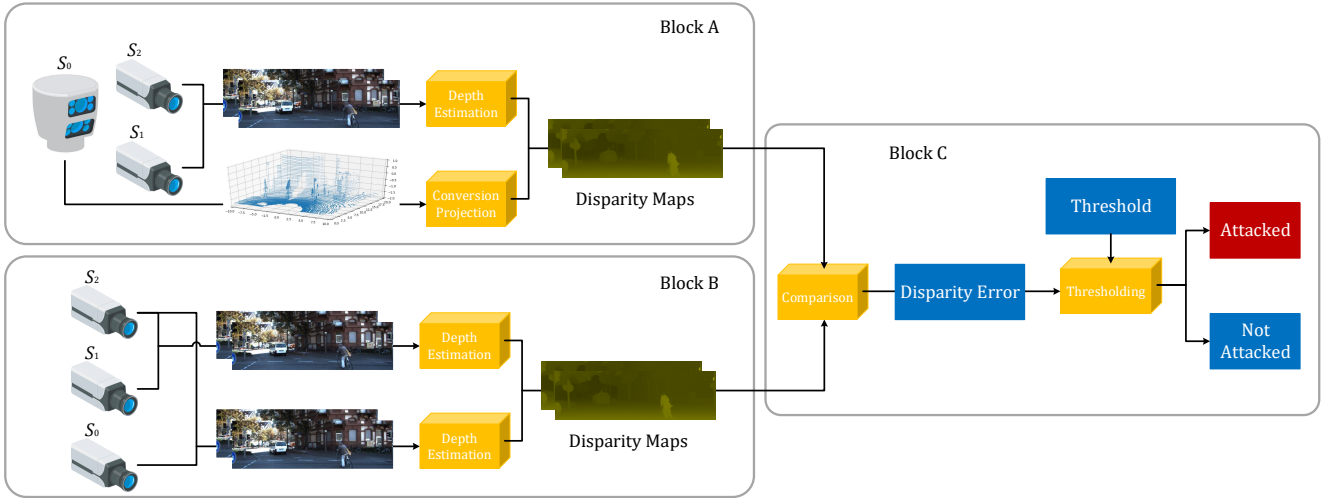 Block A
S₀
S₂
S₁
Depth
Estimation
Conversion
Projection
Disparity Maps
Block B
S₂
S₁
S₀
Depth
Estimation
Depth
Estimation
Disparity Maps
Block C
Threshold
Attacked
Comparison
Disparity Error
Thresholding
Not
Attacked